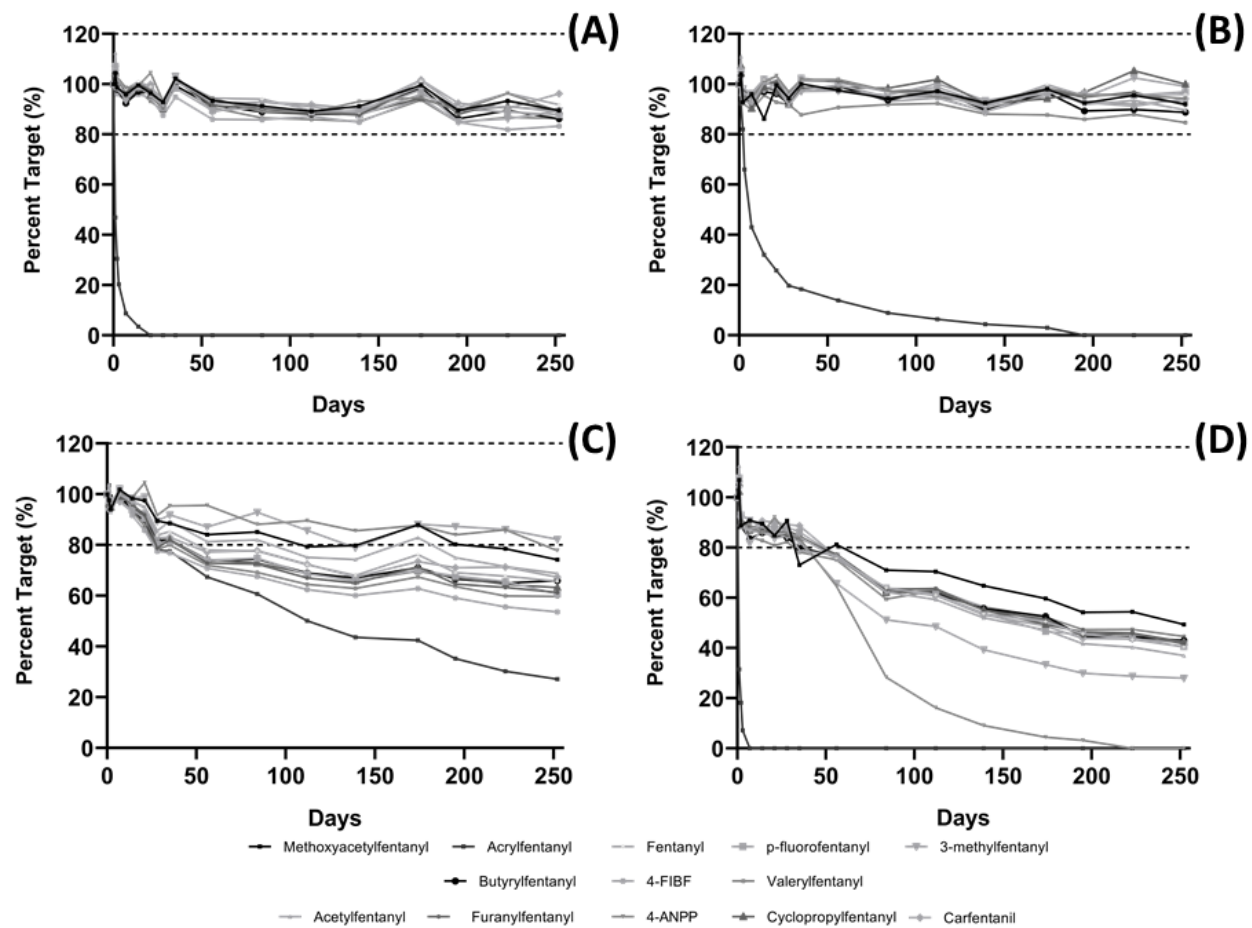 (A)
120
100
80
60
40
20
0
0 50 100 150 200 250
Percent Target (%)
Days
(B)
120
100
80
60
40
20
0
0 50 100 150 200 250
Percent Target (%)
Days
(C)
120
100
80
60
40
20
0
0 50 100 150 200 250
Percent Target (%)
Days
(D)
120
100
80
60
40
20
0
0 50 100 150 200 250
Percent Target (%)
Days
Methoxyacetylfentanyl Acrylfentanyl Fentanyl p-fluorofentanyl 3-methylfentanyl
Butyrylfentanyl 4-FIBF Valerylfentanyl
Acetylfentanyl Furanylfentanyl 4-ANPP Cyclopropylfentanyl Carfentanil